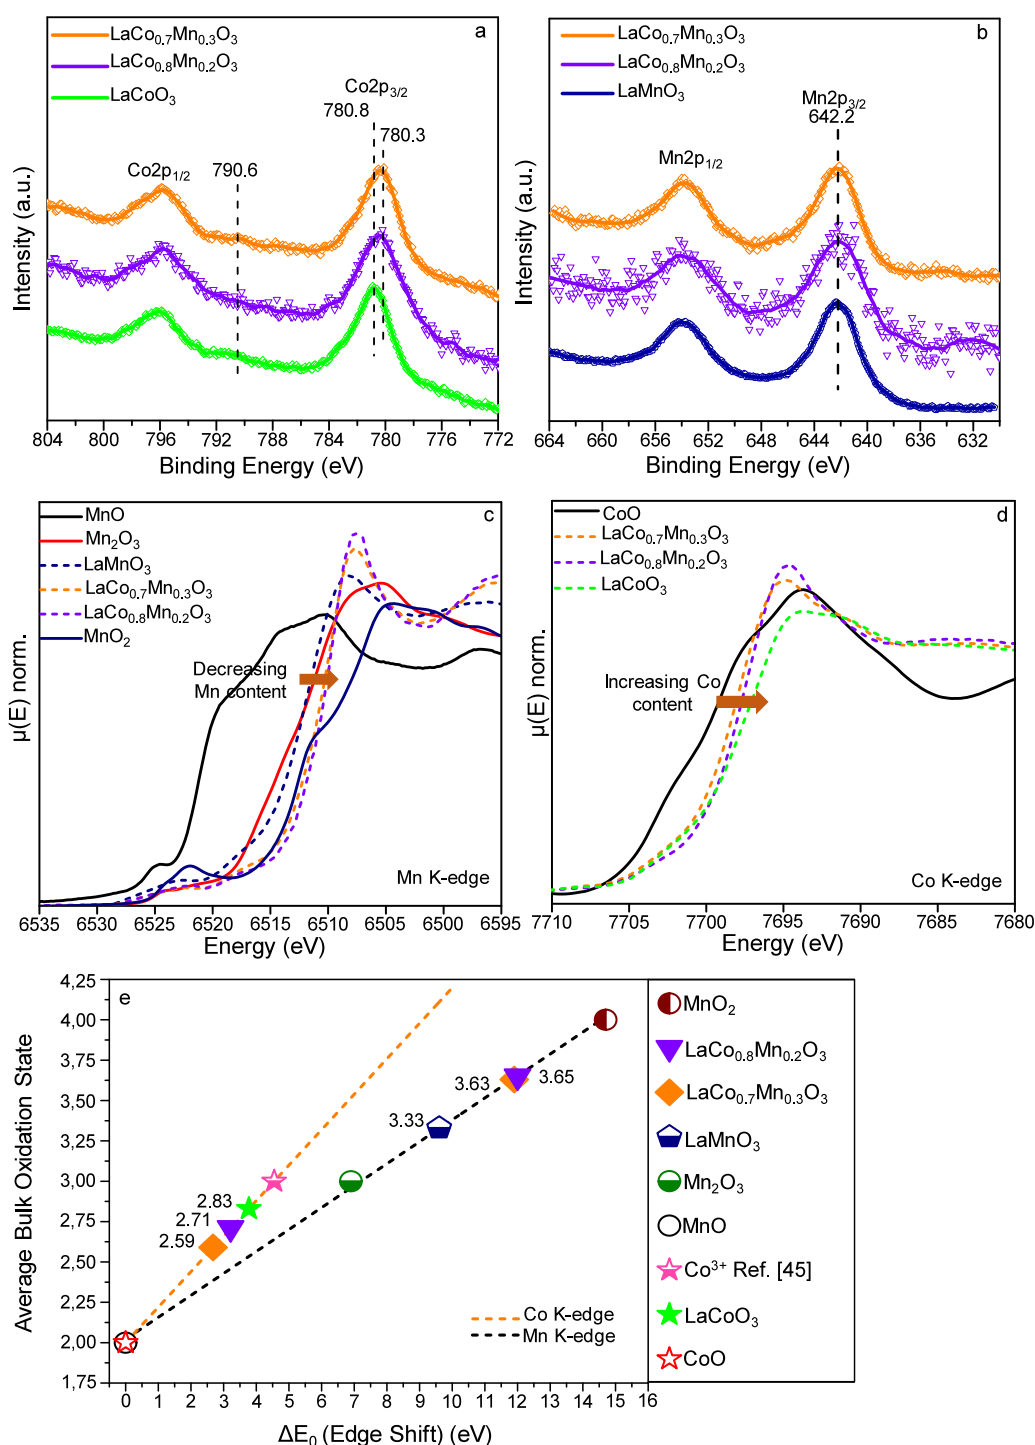 LaCo0.7Mn0.3O3
LaCo0.8Mn0.2O3
LaCoO3
a
Co2p3/2
780.8
780.3
Co2p1/2
790.6
Intensity (a.u.)
804 800 796 792 788 784 780 776 772
Binding Energy (eV)
LaCo0.7Mn0.3O3
LaCo0.8Mn0.2O3
LaMnO3
b
Mn2p3/2
642.2
Mn2p1/2
Intensity (a.u.)
664 660 656 652 648 644 640 636 632
Binding Energy (eV)
MnO
Mn2O3
LaMnO3
LaCo0.7Mn0.3O3
LaCo0.8Mn0.2O3
MnO2
c
Decreasing
Mn content
Mn K-edge
μ(E) norm.
6535 6530 6525 6520 6515 6510 6505 6500 6595
Energy (eV)
CoO
LaCo0.7Mn0.3O3
LaCo0.8Mn0.2O3
LaCoO3
d
Increasing Co
content
Co K-edge
μ(E) norm.
7710 7705 7700 7695 7690 7685 7680
Energy (eV)
e
4,25
4,00
3,75
3,50
3,25
3,00
2,75
2,50
2,25
2,00
1,75
Average Bulk Oxidation State
3.63
3.65
3.33
2.83
2.71
2.59
Co K-edge
Mn K-edge
0 1 2 3 4 5 6 7 8 9 10 11 12 13 14 15 16
ΔE0 (Edge Shift) (eV)
MnO2
LaCo0.8Mn0.2O3
LaCo0.7Mn0.3O3
LaMnO3
Mn2O3
MnO
Co3+ Ref. [45]
LaCoO3
CoO